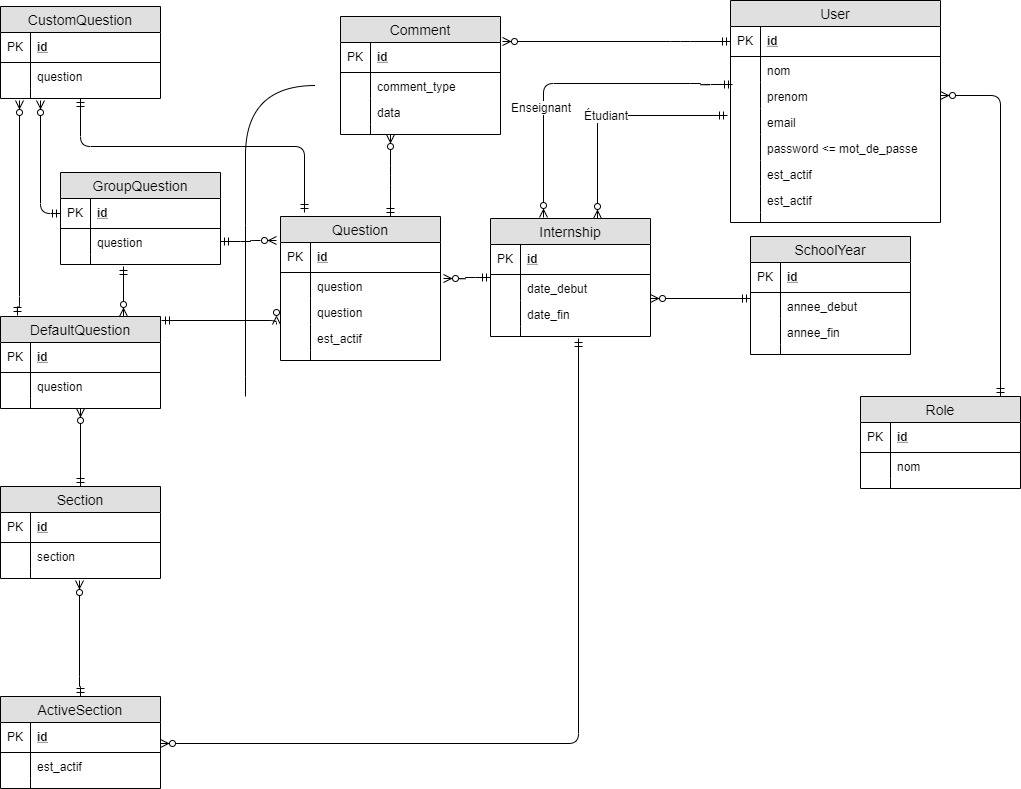 CustomQuestion
PK id
question
Comment
PK id
comment_type
data
User
PK id
nom
prenom
email
password <= mot_de_passe
est_actif
est_actif
Enseignant
Étudiant
GroupQuestion
PK id
question
Question
PK id
question
question
est_actif
Internship
PK id
date_debut
date_fin
SchoolYear
PK id
annee_debut
annee_fin
DefaultQuestion
PK id
question
Role
PK id
nom
Section
PK id
section
ActiveSection
PK id
est_actif